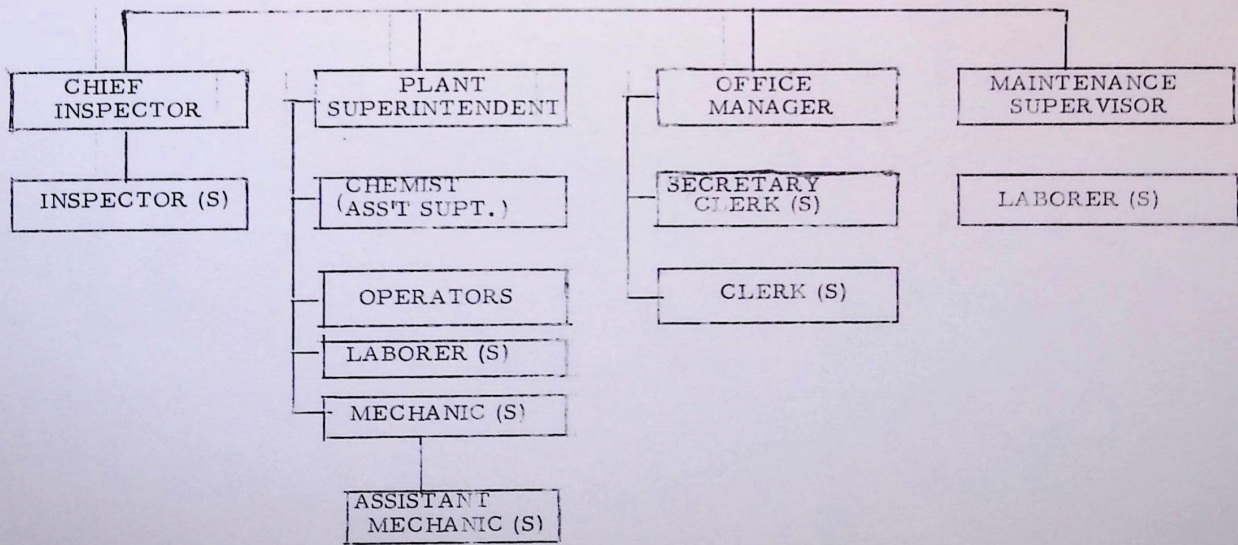 CHIEF
INSPECTOR
INSPECTOR (S)
PLANT
SUPERINTENDENT
CHEMIST
(ASS'T SUPT.)
OPERATORS
LABORER (S)
MECHANIC (S)
ASSISTANT
MECHANIC (S)
OFFICE
MANAGER
SECRETARY
CLERK (S)
CLERK (S)
MAINTENANCE
SUPERVISOR
LABORER (S)